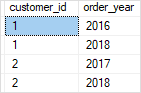 customer_id order_year
1 2016
1 2018
2 2017
2 2018